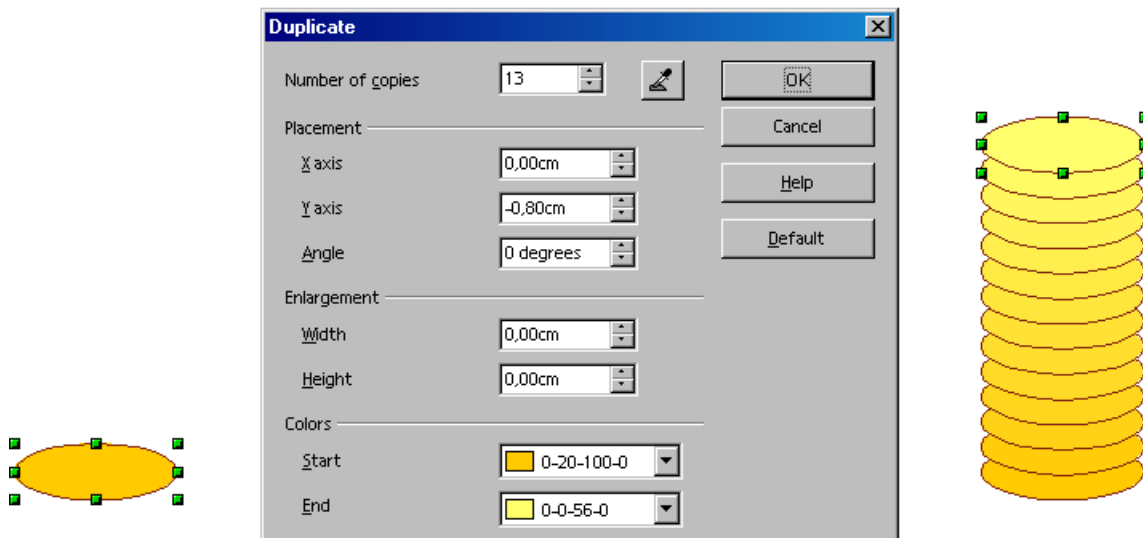 Duplicate
Number of copies 13 OK
Placement Cancel
X axis 0,00cm
Help
Y axis -0,80cm
Default
Angle 0 degrees
Enlargement
Width 0,00cm
Height 0,00cm
Colors
Start 0-20-100-0
End 0-0-56-0